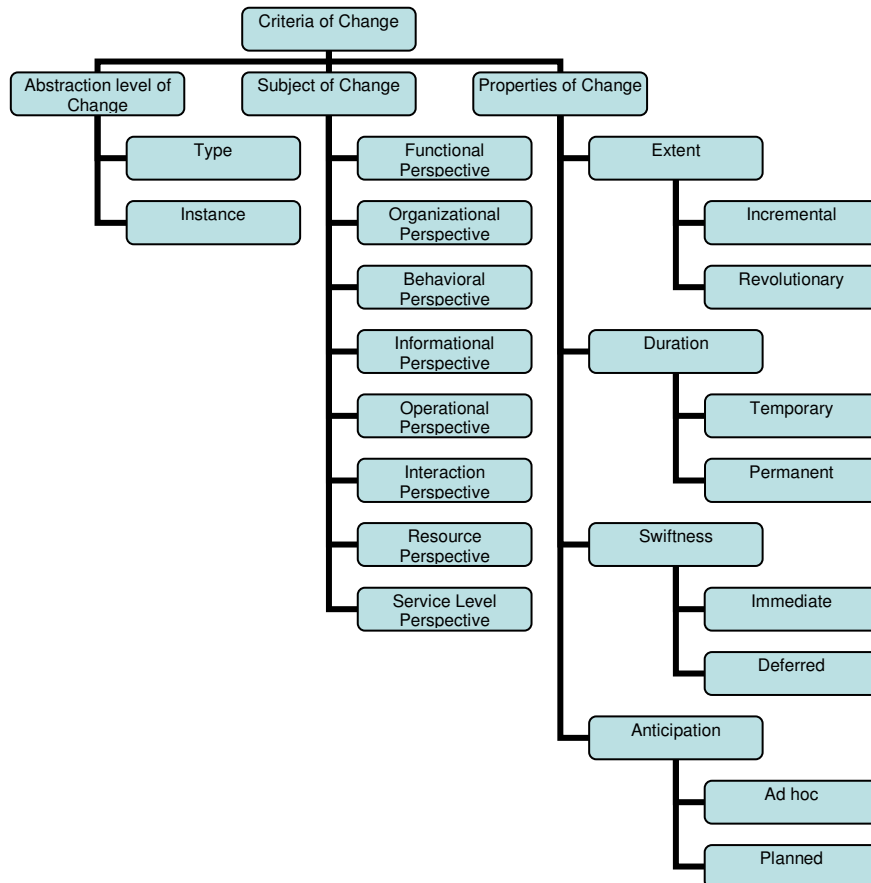 Criteria of Change
Abstraction level of
Change
Subject of Change
Properties of Change
Type
Instance
Functional
Perspective
Organizational
Perspective
Behavioral
Perspective
Informational
Perspective
Operational
Perspective
Interaction
Perspective
Resource
Perspective
Service Level
Perspective
Extent
Incremental
Revolutionary
Duration
Temporary
Permanent
Swiftness
Immediate
Deferred
Anticipation
Ad hoc
Planned